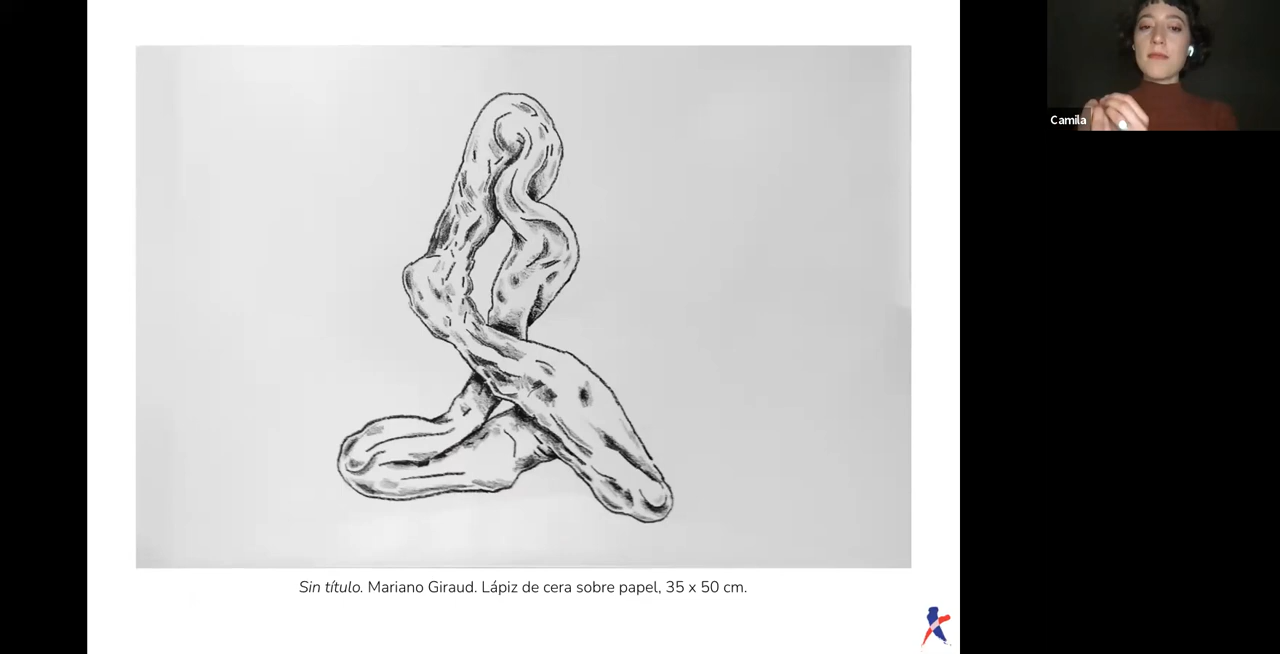 Camila
Sin título. Mariano Giraud. Lápiz de cera sobre papel, 35 x 50 cm.